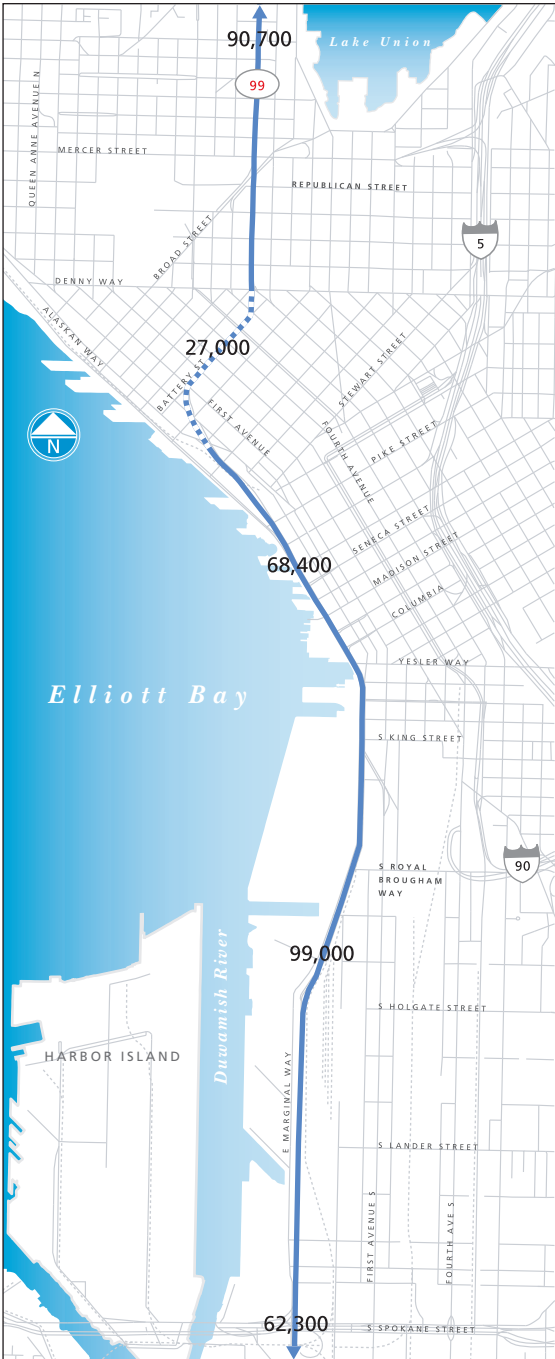 90,700
Lake Union
99
QUEEN ANNE AVENUE N
MERCER STREET
REPUBLICAN STREET
BROAD STREET
5
DENNY WAY
ALASKAN WAY
27,000
BATTERY ST
STEWART STREET
FIRST AVENUE
FOURTH AVENUE
PIKE STREET
N
SENECA STREET
68,400
MADISON STREET
COLUMBIA
YESLER WAY
Elliott Bay
S KING STREET
90
S ROYAL
BROUGHAM
WAY
99,000
Duwamish River
S HOLGATE STREET
HARBOR ISLAND
E MARGINAL WAY
S LANDER STREET
FIRST AVENUE S
FOURTH AVE S
62,300
S SPOKANE STREET